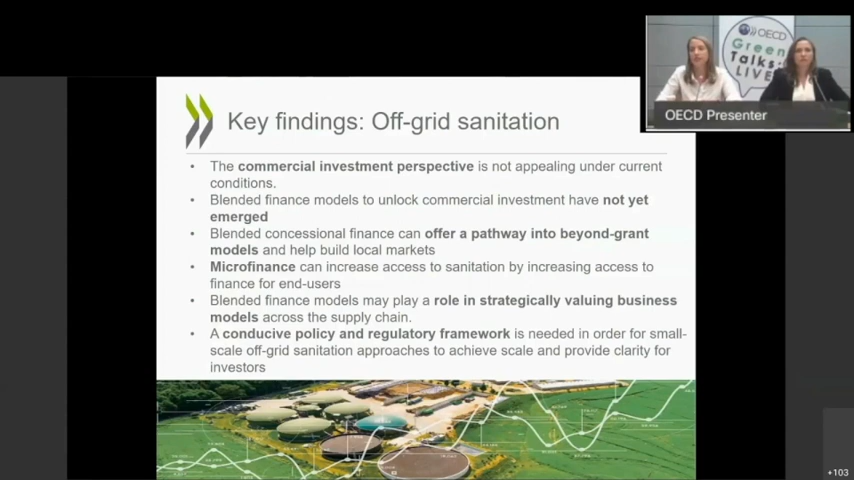 OECD
Green
Talks
LIVE
OECD Presenter
Key findings: Off-grid sanitation
• The commercial investment perspective is not appealing under current
conditions.
• Blended finance models to unlock commercial investment have not yet
emerged
• Blended concessional finance can offer a pathway into beyond-grant
models and help build local markets
• Microfinance can increase access to sanitation by increasing access to
finance for end-users
• Blended finance models may play a role in strategically valuing business
models across the supply chain.
• A conducive policy and regulatory framework is needed in order for small-
scale off-grid sanitation approaches to achieve scale and provide clarity for
investors
+103